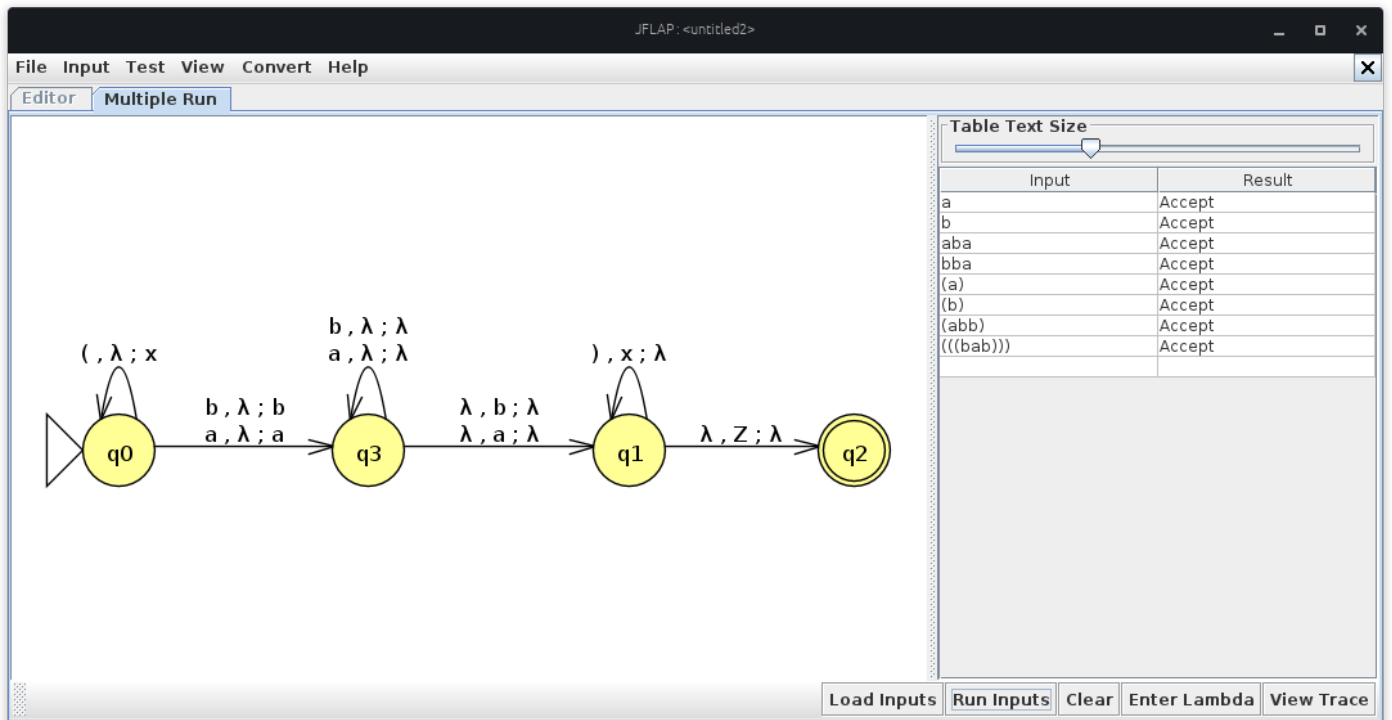 JFLAP : <untitled2>
File Input Test View Convert Help
Editor Multiple Run
Table Text Size
Input Result
a Accept
b Accept
aba Accept
bba Accept
(a) Accept
(b) Accept
(abb) Accept
(((bab))) Accept
b , λ ; λ
( , λ ; x a , λ ; λ ) , x ; λ
b , λ ; b λ , b ; λ
a , λ ; a λ , a ; λ λ , Z ; λ
q0 q3 q1 q2
Load Inputs Run Inputs Clear Enter Lambda View Trace